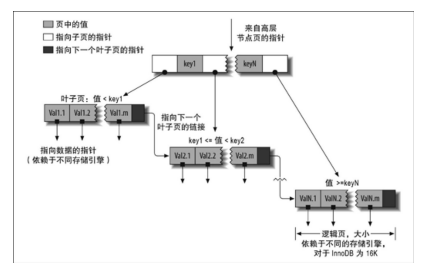 页中的值
指向子页的指针
指向下一个叶子页的指针
来自高层
节点页的指针
key1
keyN
叶子页：值 < key1
Val1.1
Val1.2
Val1.m
指向下一个
叶子页的链接
指向数据的指针
（依赖于不同存储引擎）
key1 <= 值 < key2
Val2.1
Val2.2
Val2.m
值 >=keyN
ValN.1
ValN.2
ValN.m
逻辑页，大小
依赖于不同的存储引擎，
对于 InnoDB 为 16K